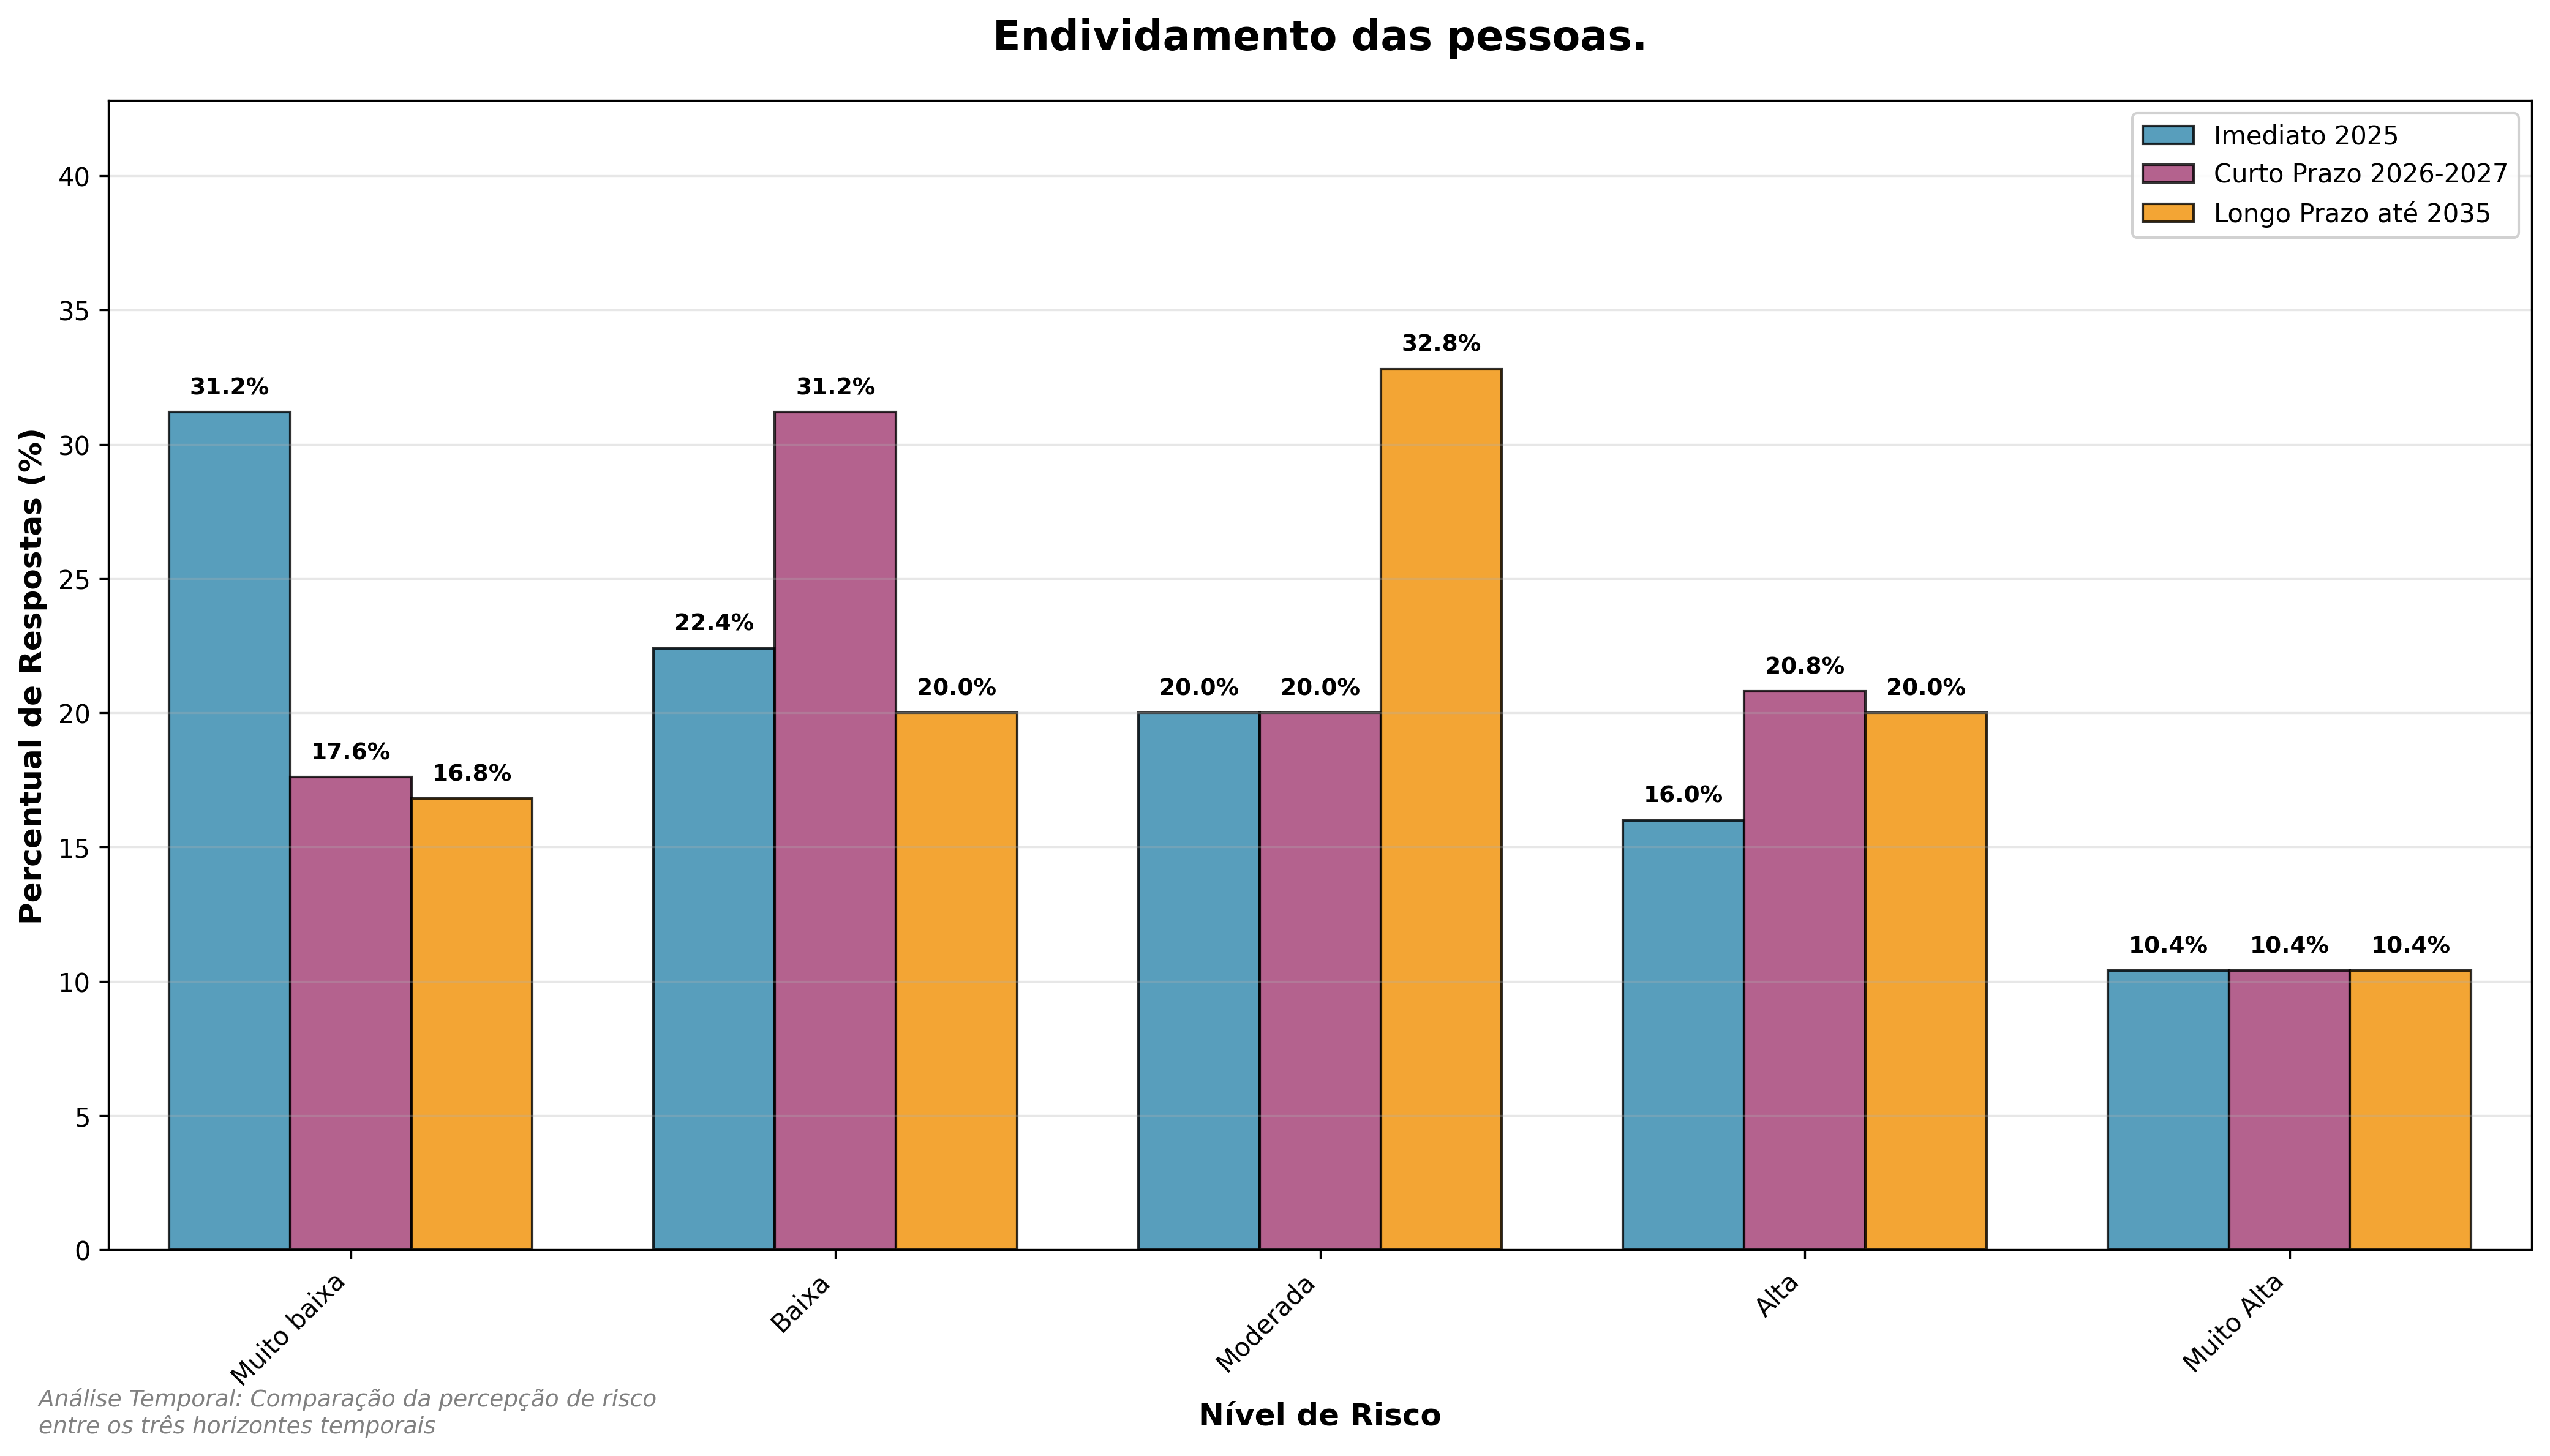 Endividamento das pessoas.
Imediato 2025
Curto Prazo 2026-2027
Longo Prazo até 2035
Percentual de Respostas (%)
40
35
30
25
20
15
10
5
0
31.2%
17.6%
16.8%
22.4%
31.2%
20.0%
20.0%
20.0%
32.8%
16.0%
20.8%
20.0%
10.4%
10.4%
10.4%
Muito baixa
Baixa
Moderada
Alta
Muito Alta
Nível de Risco
Análise Temporal: Comparação da percepção de risco
entre os três horizontes temporais